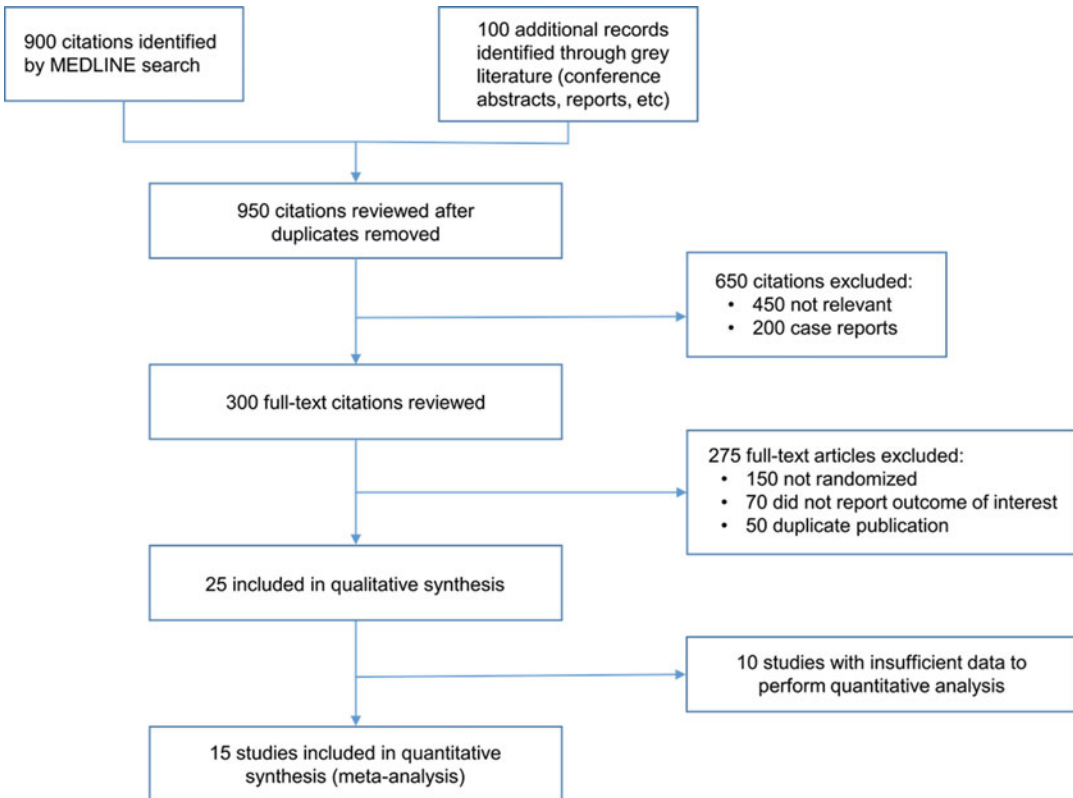 900 citations identified
by MEDLINE search
100 additional records
identified through grey
literature (conference
abstracts, reports, etc)
950 citations reviewed after
duplicates removed
650 citations excluded:
• 450 not relevant
• 200 case reports
300 full-text citations reviewed
275 full-text articles excluded:
• 150 not randomized
• 70 did not report outcome of interest
• 50 duplicate publication
25 included in qualitative synthesis
10 studies with insufficient data to
perform quantitative analysis
15 studies included in quantitative
synthesis (meta-analysis)